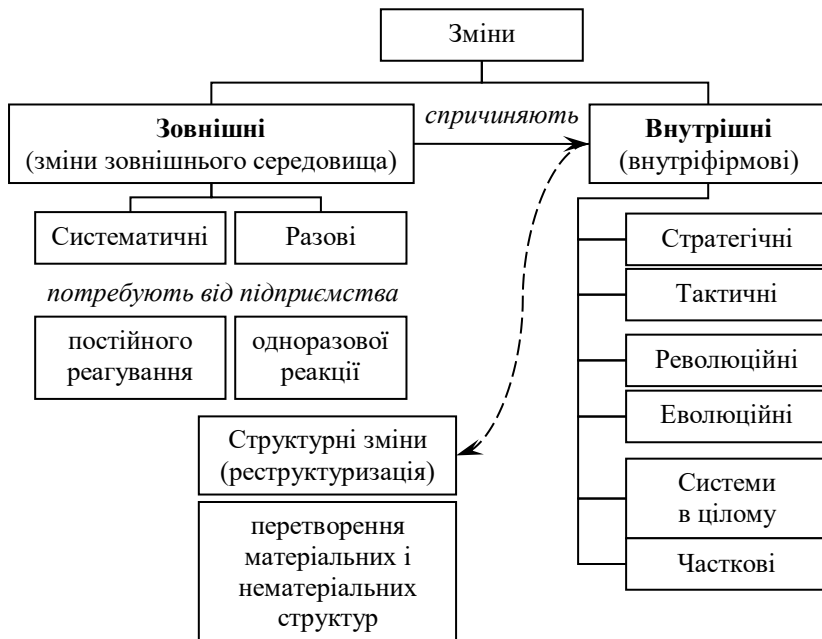 Зміни
Зовнішні
(зміни зовнішнього середовища)
спричиняють
Внутрішні
(внутріфірмові)
Систематичні
Разові
потребують від підприємства
постійного
реагування
одноразової
реакції
Структурні зміни
(реструктуризація)
перетворення
матеріальних і
нематеріальних
структур
Стратегічні
Тактичні
Революційні
Еволюційні
Системи
в цілому
Часткові